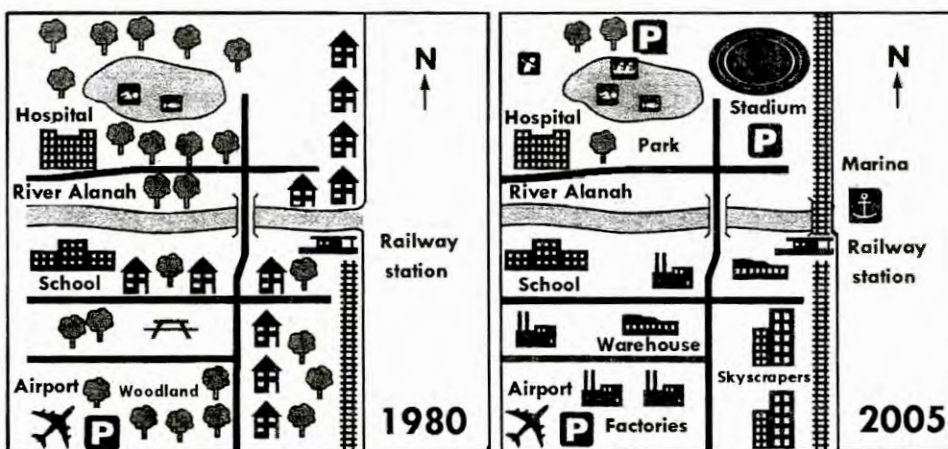 N
Hospital
River Alanah
Railway
station
School
Airport
Woodland
P
1980
P
N
Stadium
Hospital
Park
P
Marina
River Alanah
Railway
station
School
Warehouse
Skyscrapers
Airport
P
Factories
2005